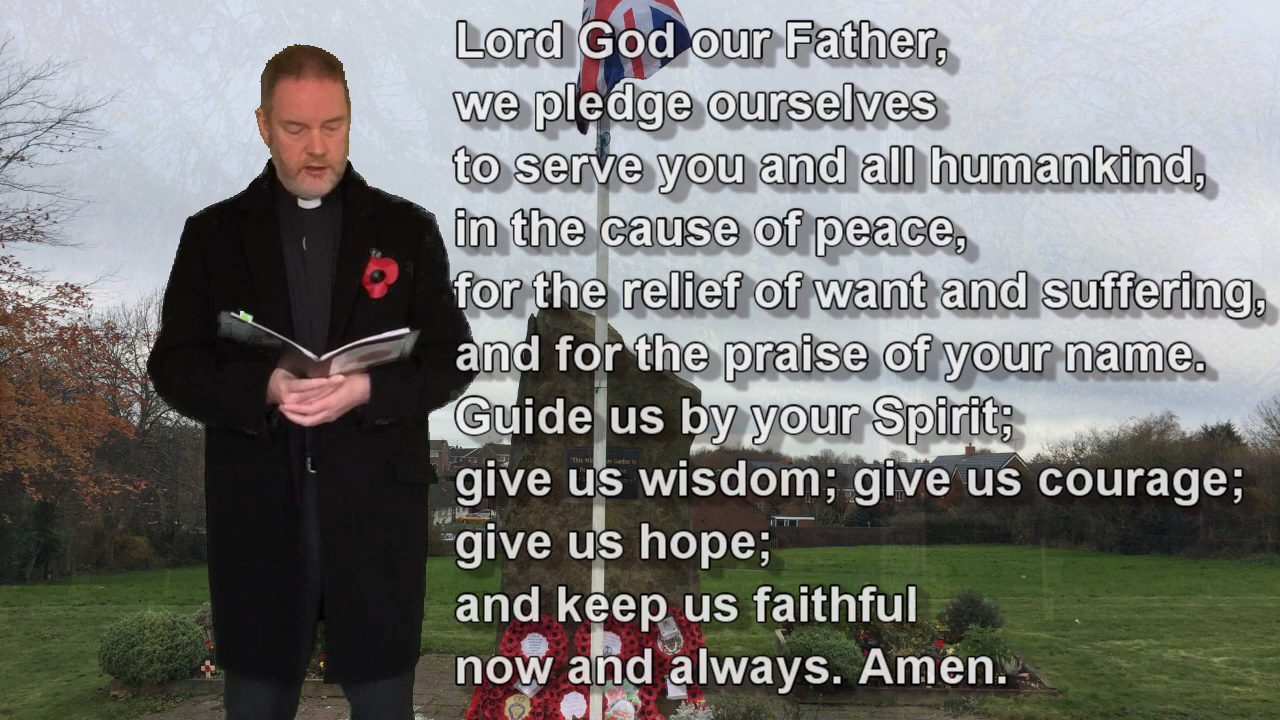 Lord God our Father,
we pledge ourselves
to serve you and all humankind,
in the cause of peace,
for the relief of want and suffering,
and for the praise of your name.
Guide us by your Spirit;
give us wisdom; give us courage;
give us hope;
and keep us faithful
now and always. Amen.